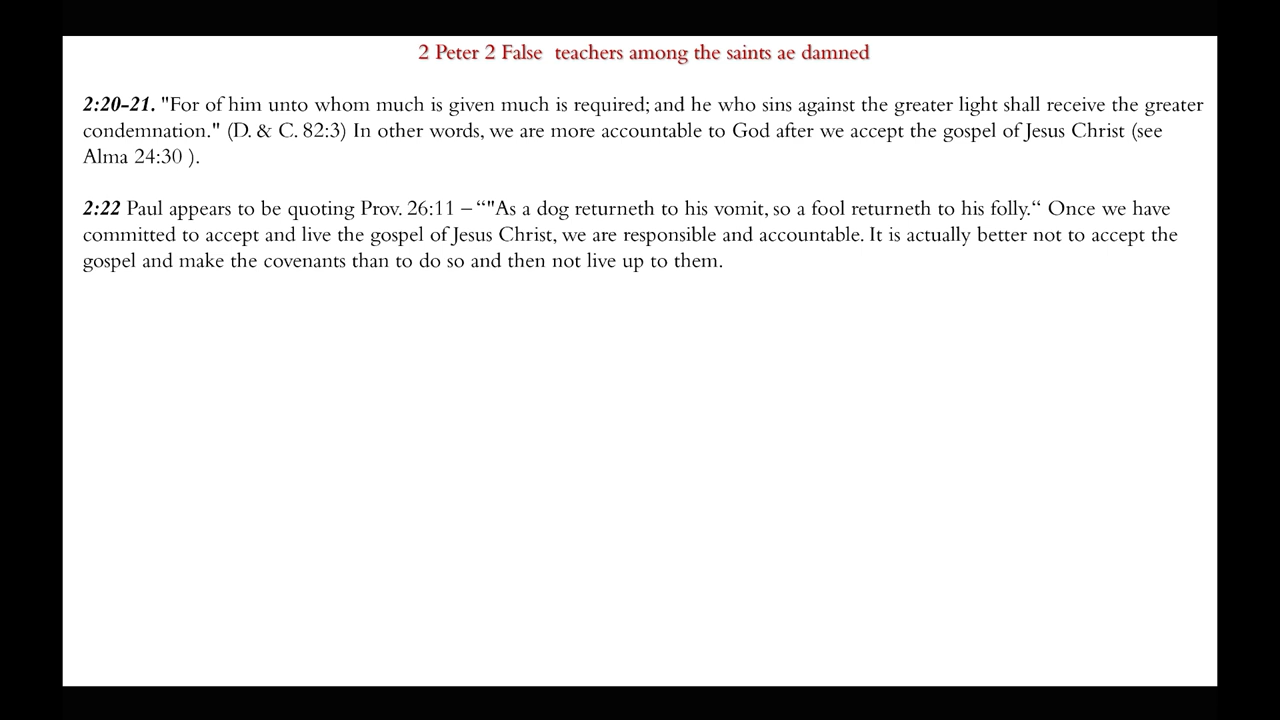 2 Peter 2 False  teachers among the saints ae damned
2:20-21. "For of him unto whom much is given much is required; and he who sins against the greater light shall receive the greater
condemnation." (D. & C. 82:3) In other words, we are more accountable to God after we accept the gospel of Jesus Christ (see
Alma 24:30 ).
2:22 Paul appears to be quoting Prov. 26:11 – “"As a dog returneth to his vomit, so a fool returneth to his folly.“ Once we have
committed to accept and live the gospel of Jesus Christ, we are responsible and accountable. It is actually better not to accept the
gospel and make the covenants than to do so and then not live up to them.